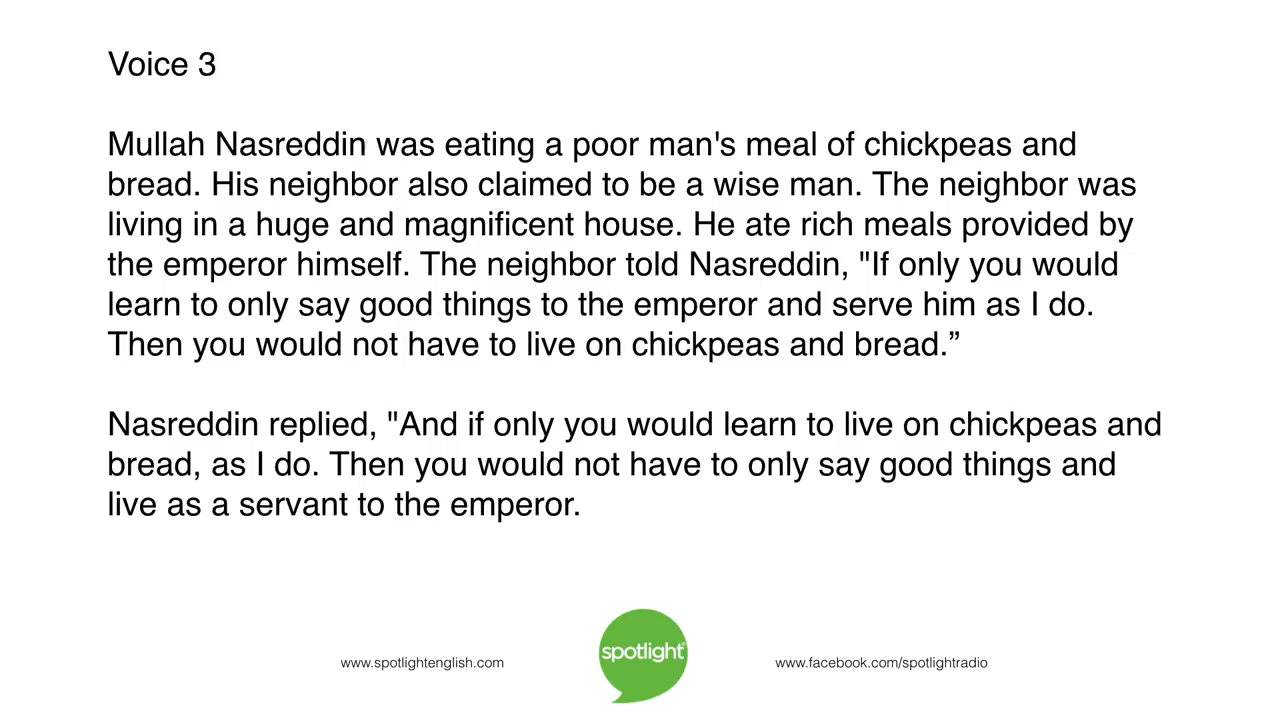 Voice 3
Mullah Nasreddin was eating a poor man's meal of chickpeas and
bread. His neighbor also claimed to be a wise man. The neighbor was
living in a huge and magnificent house. He ate rich meals provided by
the emperor himself. The neighbor told Nasreddin, "If only you would
learn to only say good things to the emperor and serve him as I do.
Then you would not have to live on chickpeas and bread.”
Nasreddin replied, "And if only you would learn to live on chickpeas and
bread, as I do. Then you would not have to only say good things and
live as a servant to the emperor.
www.spotlightenglish.com
spotlight®
www.facebook.com/spotlightradio